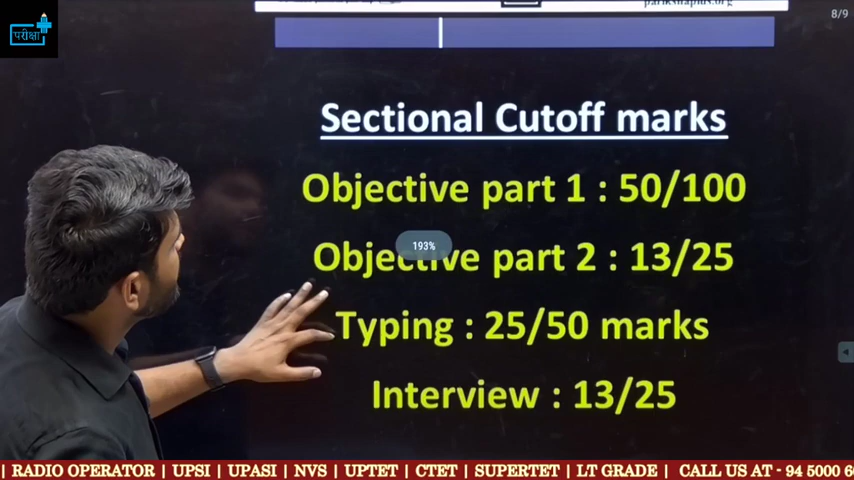 parikshaplus.org
8/9
परीक्षा
Sectional Cutoff marks
Objective part 1 : 50/100
193%
Objective part 2 : 13/25
Typing : 25/50 marks
Interview : 13/25
| RADIO OPERATOR | UPSI | UPASI | NVS | UPTET | CTET | SUPERTET | LT GRADE | CALL US AT - 94 5000 6